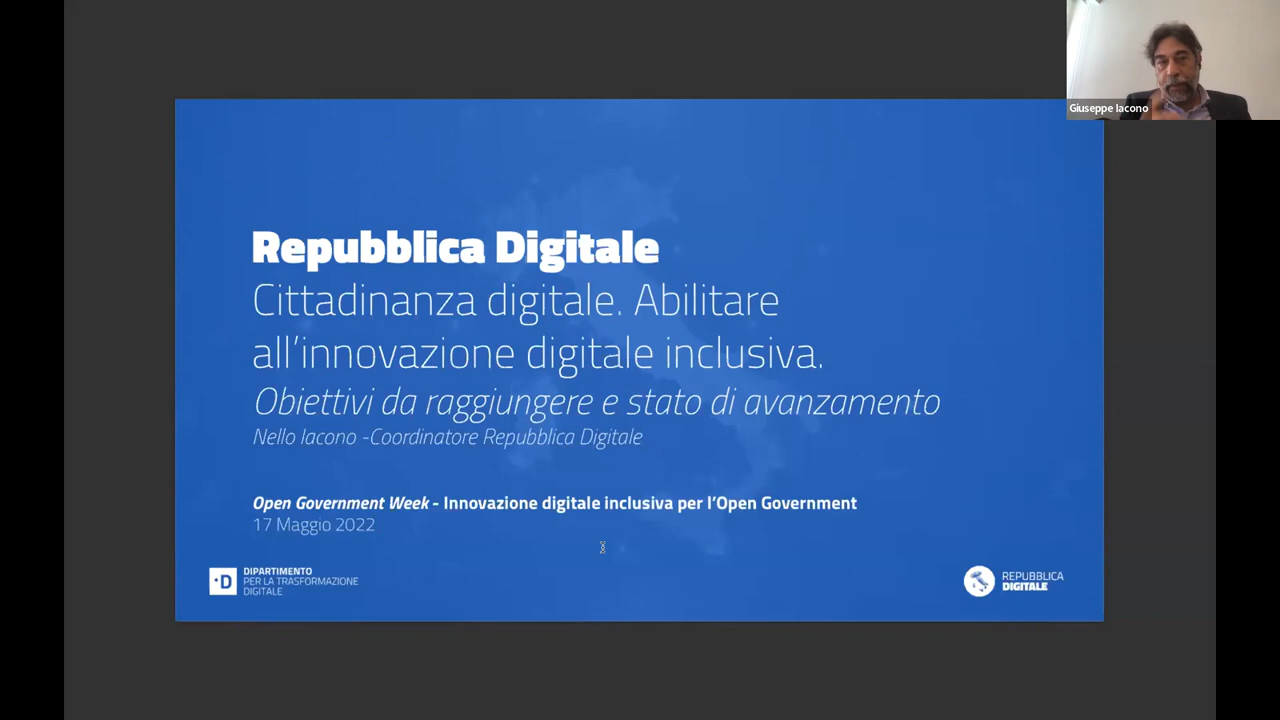 Giuseppe Iacono
Repubblica Digitale
Cittadinanza digitale. Abilitare
all’innovazione digitale inclusiva.
Obiettivi da raggiungere e stato di avanzamento
Nello Iacono -Coordinatore Repubblica Digitale
Open Government Week - Innovazione digitale inclusiva per l’Open Government
17 Maggio 2022
·D
DIPARTIMENTO
PER LA TRASFORMAZIONE
DIGITALE
REPUBBLICA
DIGITALE